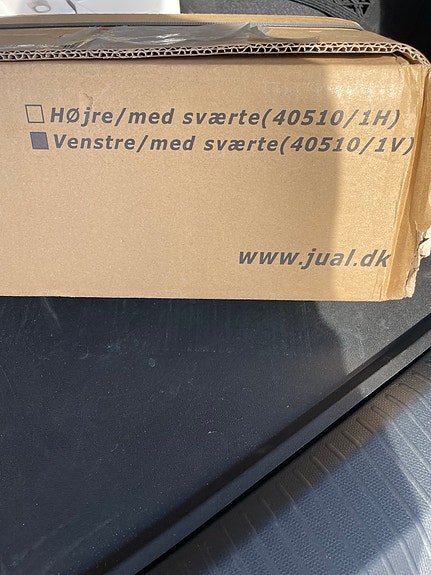 Højre/med sværte(40510/1H)
Venstre/med sværte(40510/1V)
www.jual.dk